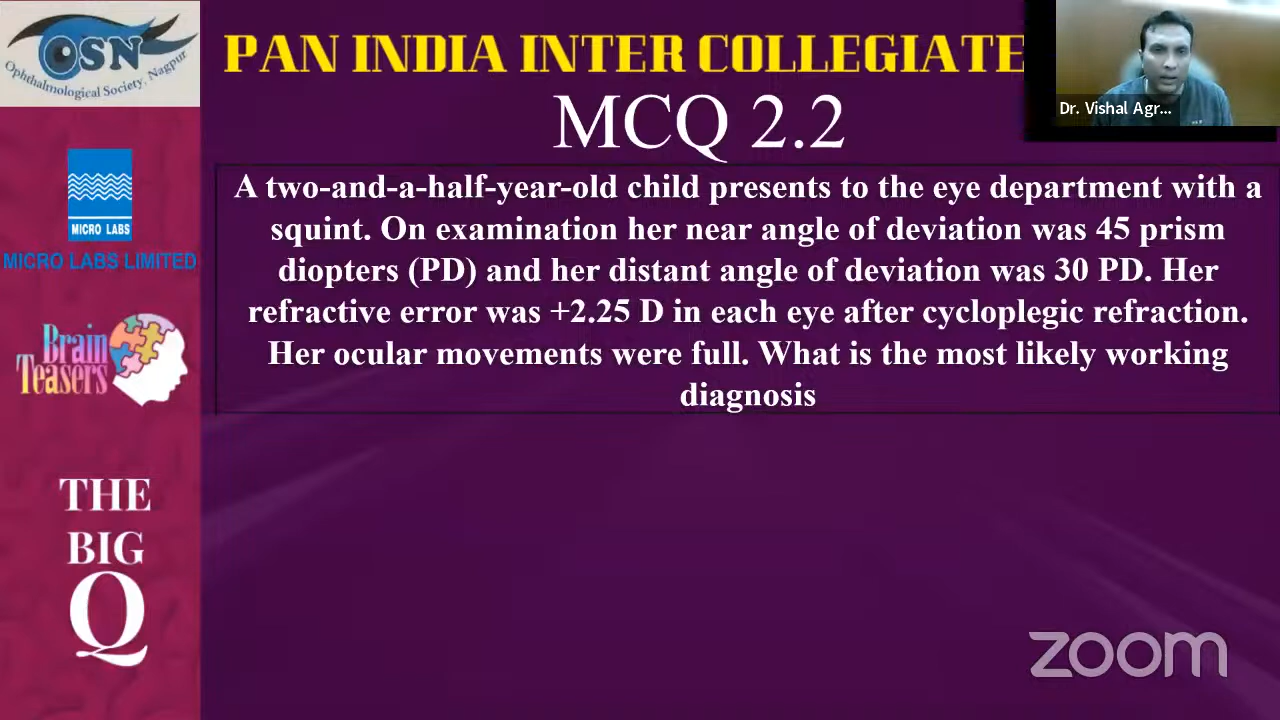 OSN
Ophthalmological Society, Nagpur
PAN INDIA INTER COLLEGIATE
Dr. Vishal Agr...
MCQ 2.2
MICRO LABS
MICRO LABS LIMITED
Brain
Teasers
THE
BIG
Q
A two-and-a-half-year-old child presents to the eye department with a
squint. On examination her near angle of deviation was 45 prism
diopters (PD) and her distant angle of deviation was 30 PD. Her
refractive error was +2.25 D in each eye after cycloplegic refraction.
Her ocular movements were full. What is the most likely working
diagnosis
zoom